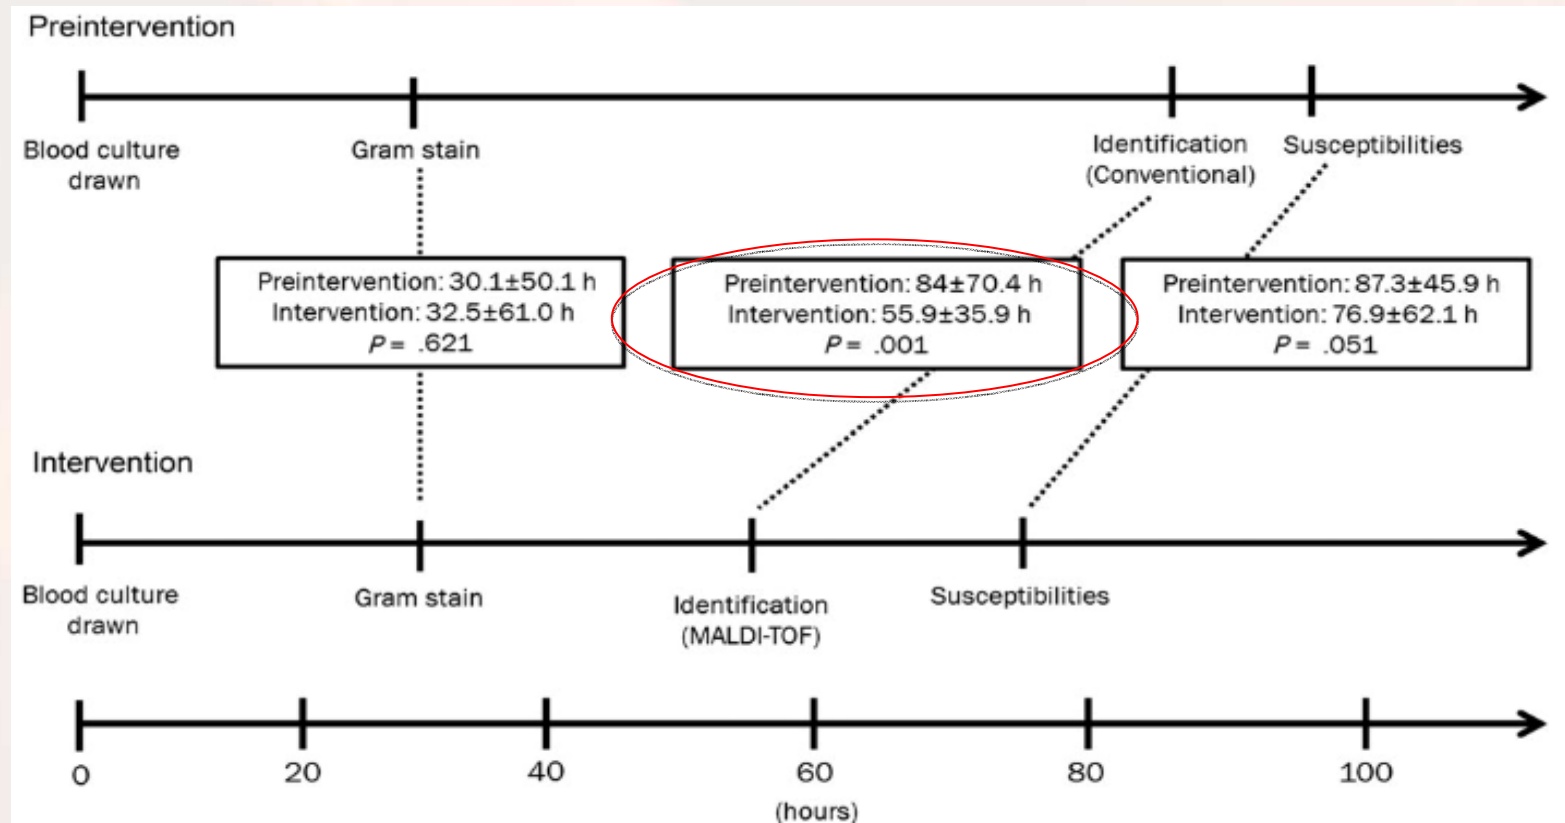 Preintervention
Blood culture
drawn
Gram stain
Identification
(Conventional)
Susceptibilities
Preintervention: 30.1±50.1 h
Intervention: 32.5±61.0 h
P = .621
Preintervention: 84±70.4 h
Intervention: 55.9±35.9 h
P = .001
Preintervention: 87.3±45.9 h
Intervention: 76.9±62.1 h
P = .051
Intervention
Blood culture
drawn
Gram stain
Identification
(MALDI-TOF)
Susceptibilities
0 20 40 60 80 100
(hours)